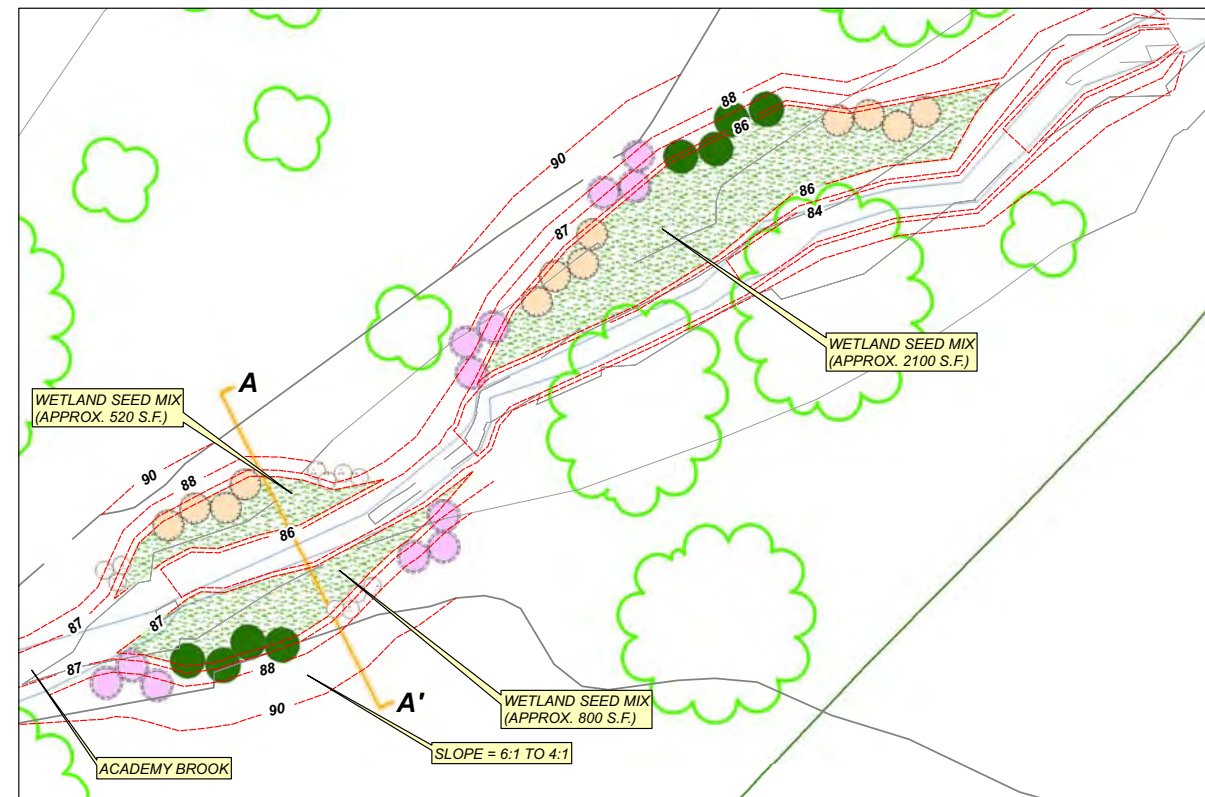 88
86
90
86
84
87
WETLAND SEED MIX
(APPROX. 2100 S.F.)
A
WETLAND SEED MIX
(APPROX. 520 S.F.)
90
88
86
87
87
87
88
A'
90
WETLAND SEED MIX
(APPROX. 800 S.F.)
SLOPE = 6:1 TO 4:1
ACADEMY BROOK